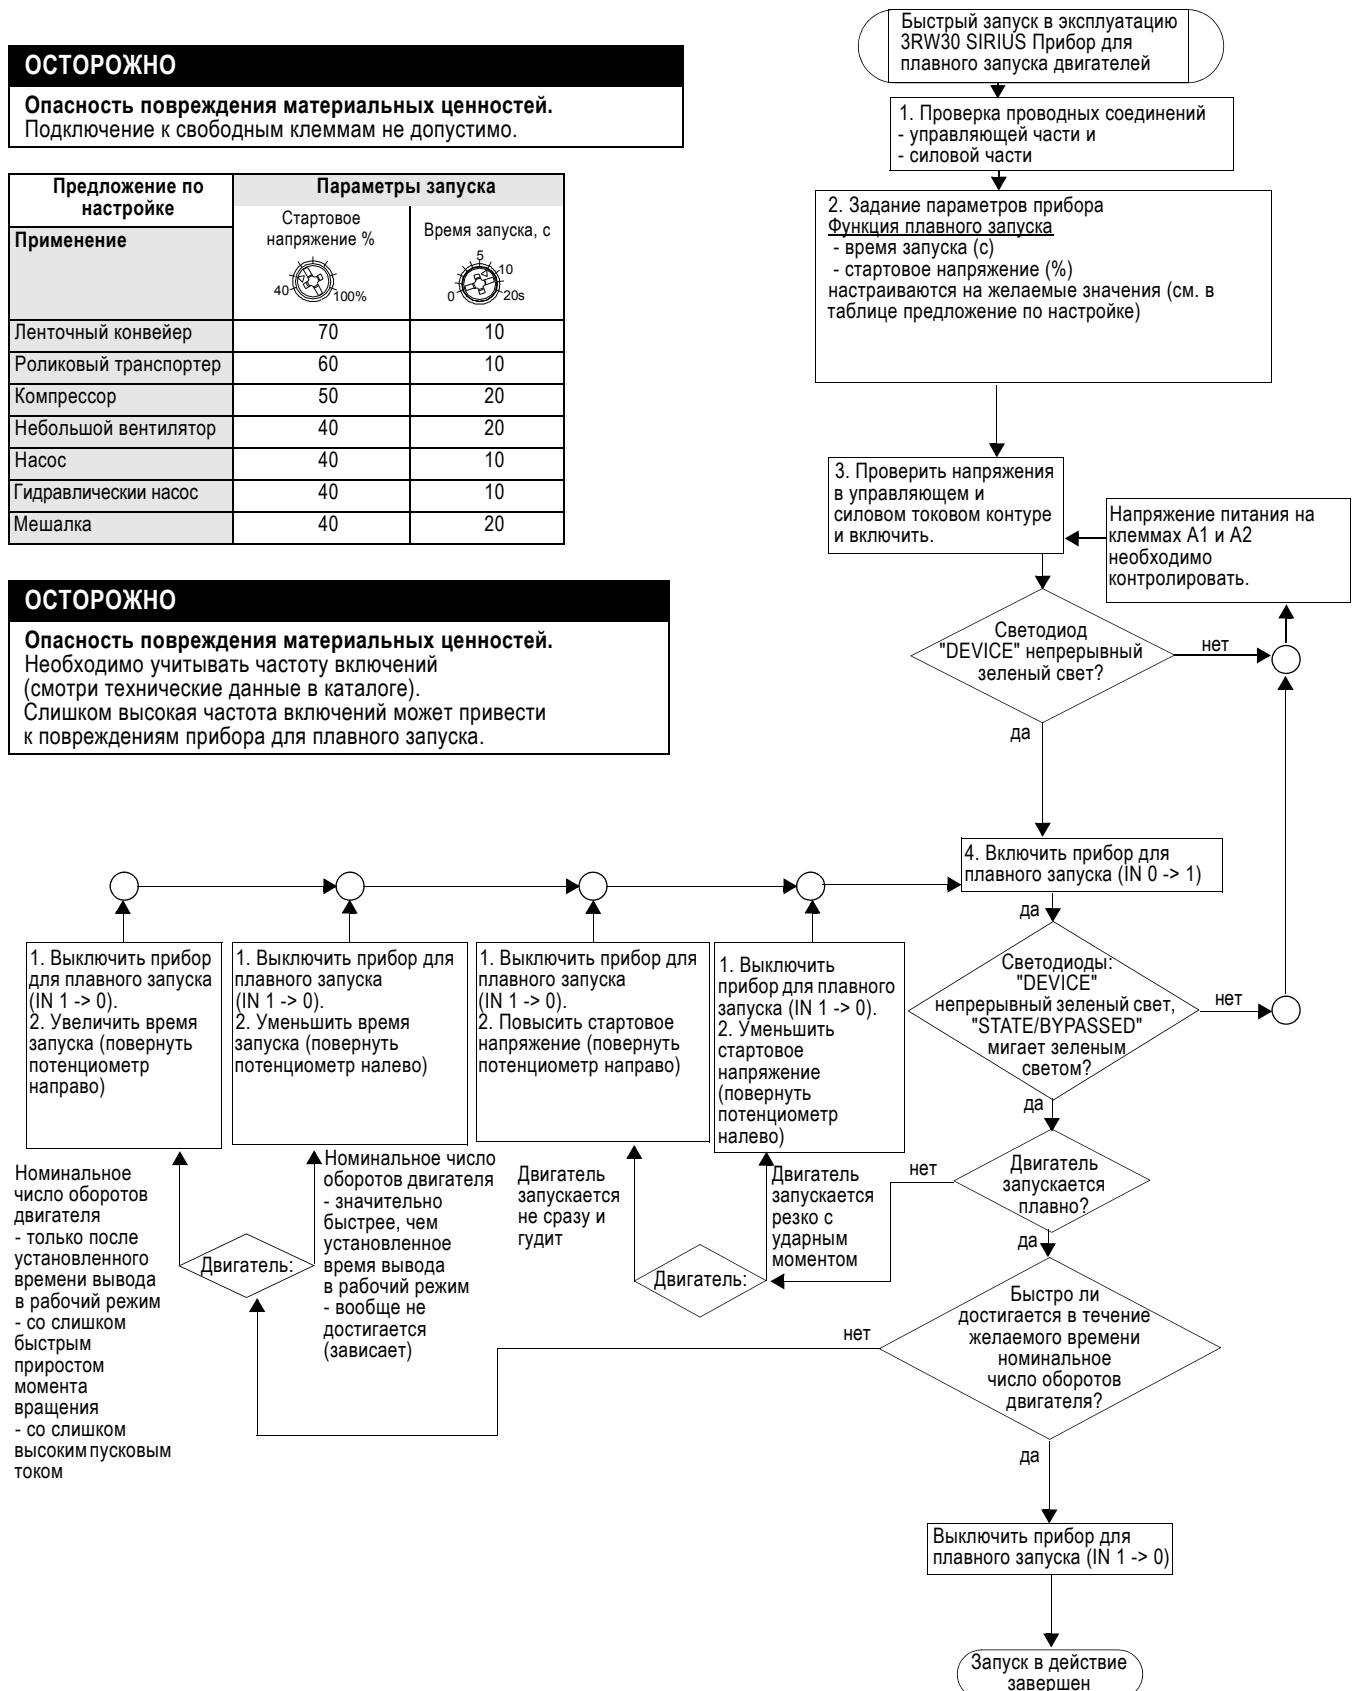 ОСТОРОЖНО
Опасность повреждения материальных ценностей.
Подключение к свободным клеммам не допустимо.
Предложение по
настройке
Параметры запуска
Применение
Стартовое
напряжение %
Время запуска, с
40
100%
0
5
10
20s
Ленточный конвейер 70 10
Роликовый транспортер 60 10
Компрессор 50 20
Небольшой вентилятор 40 20
Насос 40 10
Гидравлически насос 40 10
Мешалка 40 20
ОСТОРОЖНО
Опасность повреждения материальных ценностей.
Необходимо учитывать частоту включений
(смотри технические данные в каталоге).
Слишком высокая частота включений может привести
к повреждениям прибора для плавного запуска.
Быстрый запуск в эксплуатацию
3RW30 SIRIUS Прибор для
плавного запуска двигателей
1. Проверка проводных соединений
- управляющей части и
- силовой части
2. Задание параметров прибора
Функция плавного запуска
- время запуска (с)
- стартовое напряжение (%)
настраиваются на желаемые значения (см. в
таблице предложение по настройке)
3. Проверить напряжения
в управляющем и
силовом токовом контуре
и включить.
Напряжение питания на
клеммах A1 и A2
необходимо
контролировать.
Светодиод
"DEVICE" непрерывный
зеленый свет?
нет
да
4. Включить прибор для
плавного запуска (IN 0 -> 1)
да
Светодиоды:
"DEVICE"
непрерывный зеленый свет,
"STATE/BYPASSED"
мигает зеленым
светом?
нет
да
Двигатель
запускается
плавно?
нет
да
Быстро ли
достигается в течение
желаемого времени
номинальное
число оборотов
двигателя?
нет
да
Выключить прибор для
плавного запуска (IN 1 -> 0)
Запуск в действие
завершен
1. Выключить прибор
для плавного запуска
(IN 1 -> 0).
2. Увеличить время
запуска (повернуть
потенциометр
направо)
1. Выключить прибор для
плавного запуска
(IN 1 -> 0).
2. Уменьшить время
запуска (повернуть
потенциометр налево)
1. Выключить прибор для
плавного запуска
(IN 1 -> 0).
2. Повысить стартовое
напряжение (повернуть
потенциометр направо)
1. Выключить
прибор для плавного
запуска (IN 1 -> 0).
2. Уменьшить
стартовое
напряжение
(повернуть
потенциометр
налево)
Номинальное
число оборотов
двигателя
- только после
установленного
времени вывода
в рабочий режим
- со слишком
быстрым
приростом
момента
вращения
- со слишком
высоким пусковым
током
Двигатель:
Номинальное число
оборотов двигателя
- значительно
быстрее, чем
установленное
время вывода
в рабочий режим
- вообще не
достигается
(зависает)
Двигатель
запускается
не сразу и
гудит
Двигатель:
Двигатель
запускается
резко с
ударным
моментом